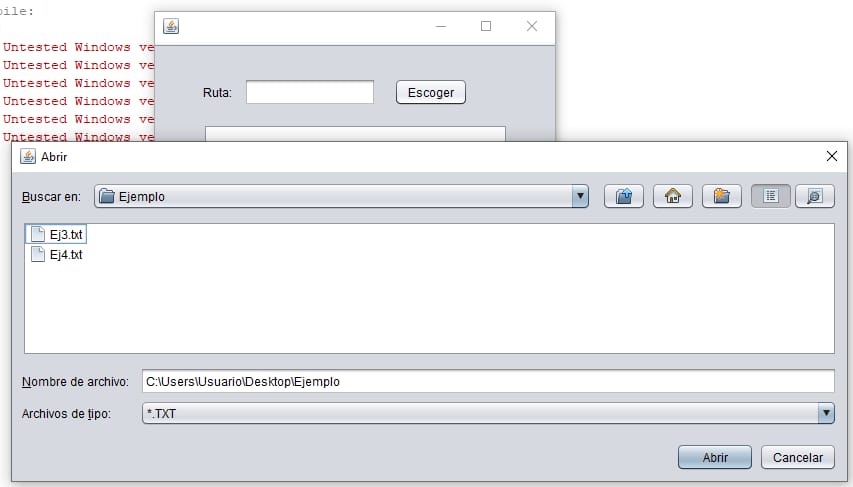 pile:
Untested Windows ve
Untested Windows ve
Untested Windows ve
Untested Windows ve
Untested Windows ve
Untested Windows ve
Ruta:
Escoger
Abrir
Buscar en:
Ejemplo
Ej3.txt
Ej4.txt
Nombre de archivo:
C:\Users\Usuario\Desktop\Ejemplo
Archivos de tipo:
*.TXT
Abrir
Cancelar